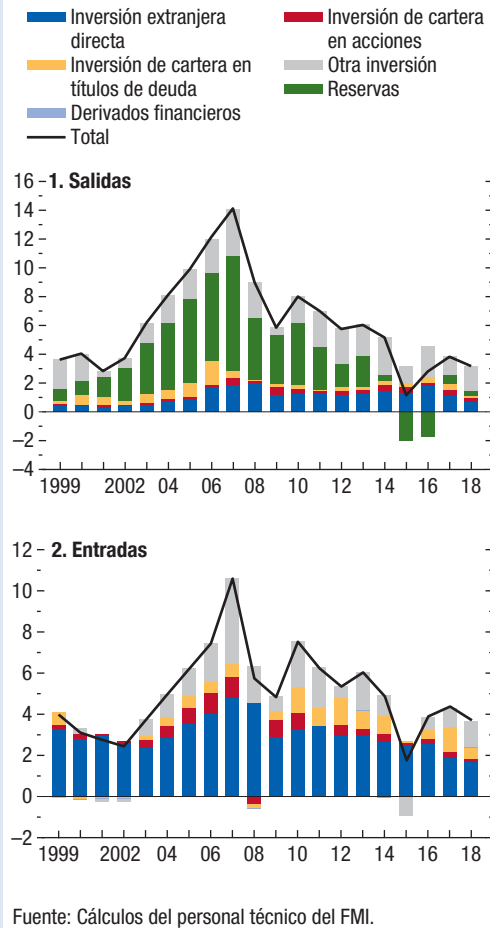 Inversión extranjera
directa
Inversión de cartera
en acciones
Inversión de cartera en
títulos de deuda
Otra inversión
Reservas
Derivados financieros
Total
1. Salidas
16
14
12
10
8
6
4
2
0
–2
–4
1999 2002 04 06 08 10 12 14 16 18
2. Entradas
12
10
8
6
4
2
0
–2
1999 2002 04 06 08 10 12 14 16 18
Fuente: Cálculos del personal técnico del FMI.